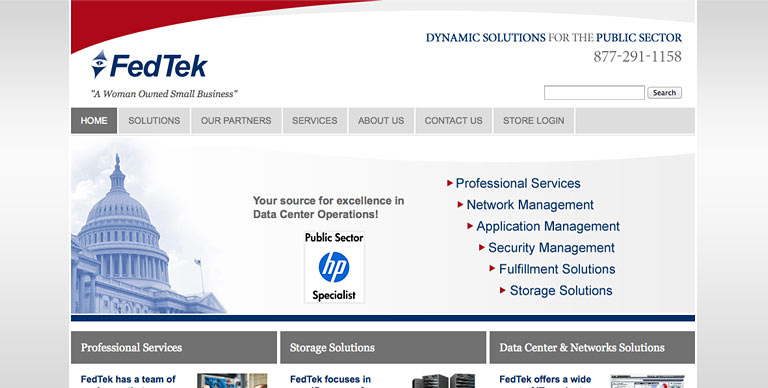 DYNAMIC SOLUTIONS FOR THE PUBLIC SECTOR
877-291-1158
FedTek
"A Woman Owned Small Business"
Search
HOME
SOLUTIONS
OUR PARTNERS
SERVICES
ABOUT US
CONTACT US
STORE LOGIN
Your source for excellence in
Data Center Operations!
Public Sector
hp
Specialist
Professional Services
Network Management
Application Management
Security Management
Fulfillment Solutions
Storage Solutions
Professional Services
FedTek has a team of
Storage Solutions
FedTek focuses in
Data Center & Networks Solutions
FedTek offers a wide